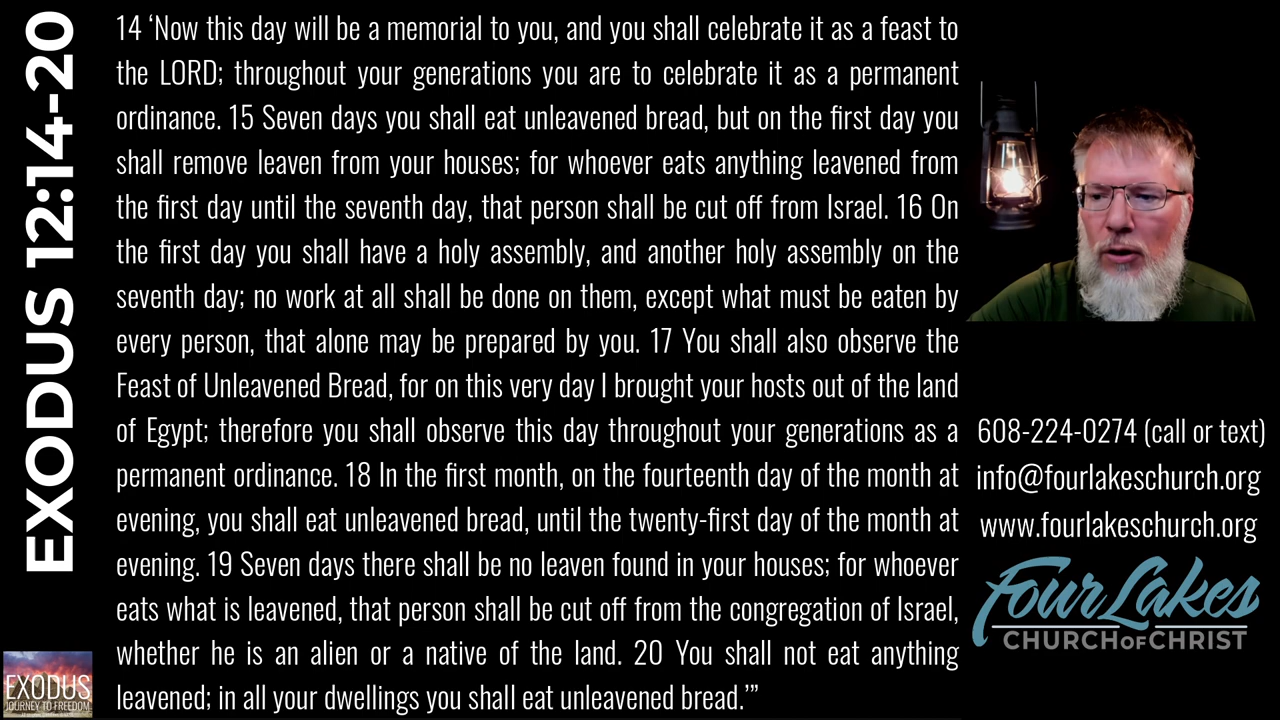 EXODUS 12:14-20
14 ‘Now this day will be a memorial to you, and you shall celebrate it as a feast to
the LORD; throughout your generations you are to celebrate it as a permanent
ordinance. 15 Seven days you shall eat unleavened bread, but on the first day you
shall remove leaven from your houses; for whoever eats anything leavened from
the first day until the seventh day, that person shall be cut off from Israel. 16 On
the first day you shall have a holy assembly, and another holy assembly on the
seventh day; no work at all shall be done on them, except what must be eaten by
every person, that alone may be prepared by you. 17 You shall also observe the
Feast of Unleavened Bread, for on this very day I brought your hosts out of the land
of Egypt; therefore you shall observe this day throughout your generations as a
permanent ordinance. 18 In the first month, on the fourteenth day of the month at
evening, you shall eat unleavened bread, until the twenty-first day of the month at
evening. 19 Seven days there shall be no leaven found in your houses; for whoever
eats what is leavened, that person shall be cut off from the congregation of Israel,
whether he is an alien or a native of the land. 20 You shall not eat anything
leavened; in all your dwellings you shall eat unleavened bread.’”
608-224-0274 (call or text)
info@fourlakeschurch.org
www.fourlakeschurch.org
Four Lakes
CHURCH OF CHRIST
EXODUS
JOURNEY TO FREEDOM